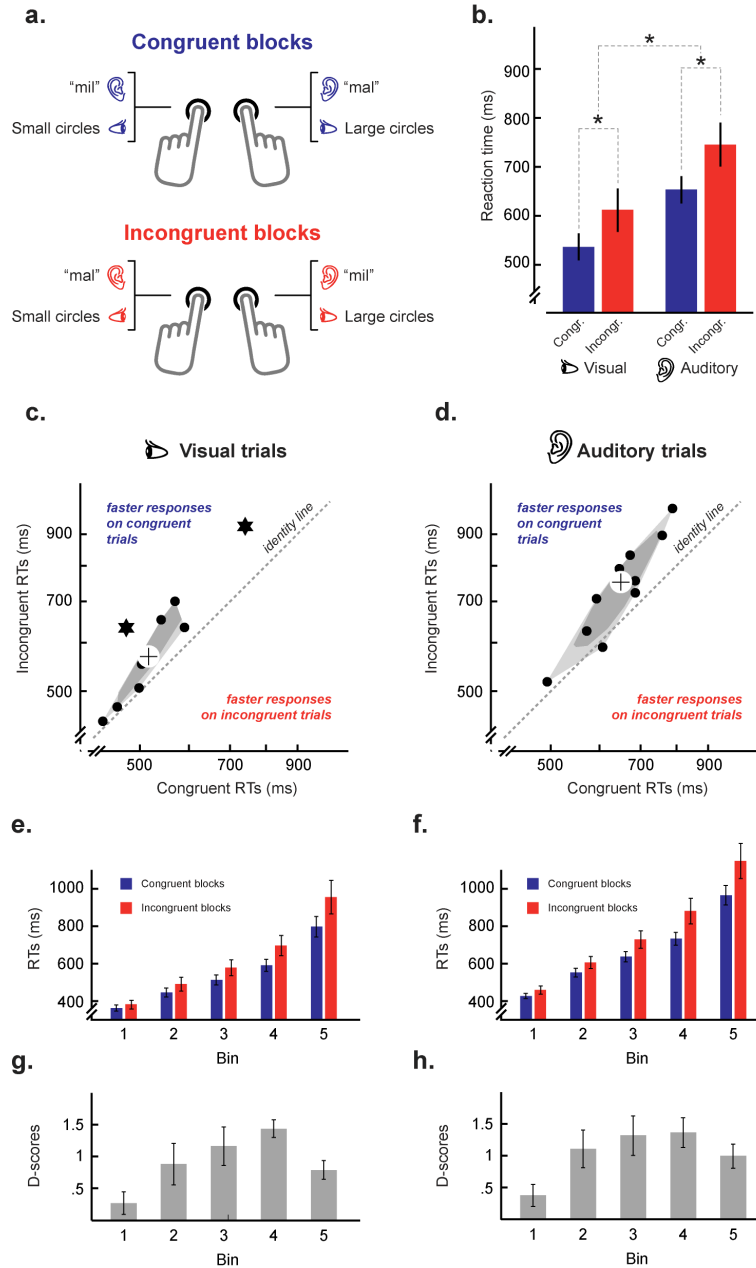 a.
Congruent blocks
“mil”
“mal”
Small circles
Large circles
Incongruent blocks
“mal”
“mil”
Small circles
Large circles
b.
Reaction time
(ms)
900
800
700
600
500
*
*
*
Congr.
Incongr.
Congr.
Incongr.
Visual
Auditory
c.
Visual trials
Incongruent RTs (ms)
900
700
500
faster responses
on congruent
trials
identity line
faster responses
on incongruent trials
500
700
900
Congruent RTs (ms)
d.
Auditory trials
Incongruent RTs (ms)
900
700
500
faster responses
on congruent
trials
identity line
faster responses
on incongruent trials
500
700
900
Congruent RTs (ms)
e.
RTs (ms)
1000
800
600
400
Congruent blocks
Incongruent blocks
1 2 3 4 5
Bin
f.
RTs (ms)
1000
800
600
400
Congruent blocks
Incongruent blocks
1 2 3 4 5
Bin
g.
D-scores
1.5
1
.5
1 2 3 4 5
Bin
h.
D-scores
1.5
1
.5
1 2 3 4 5
Bin